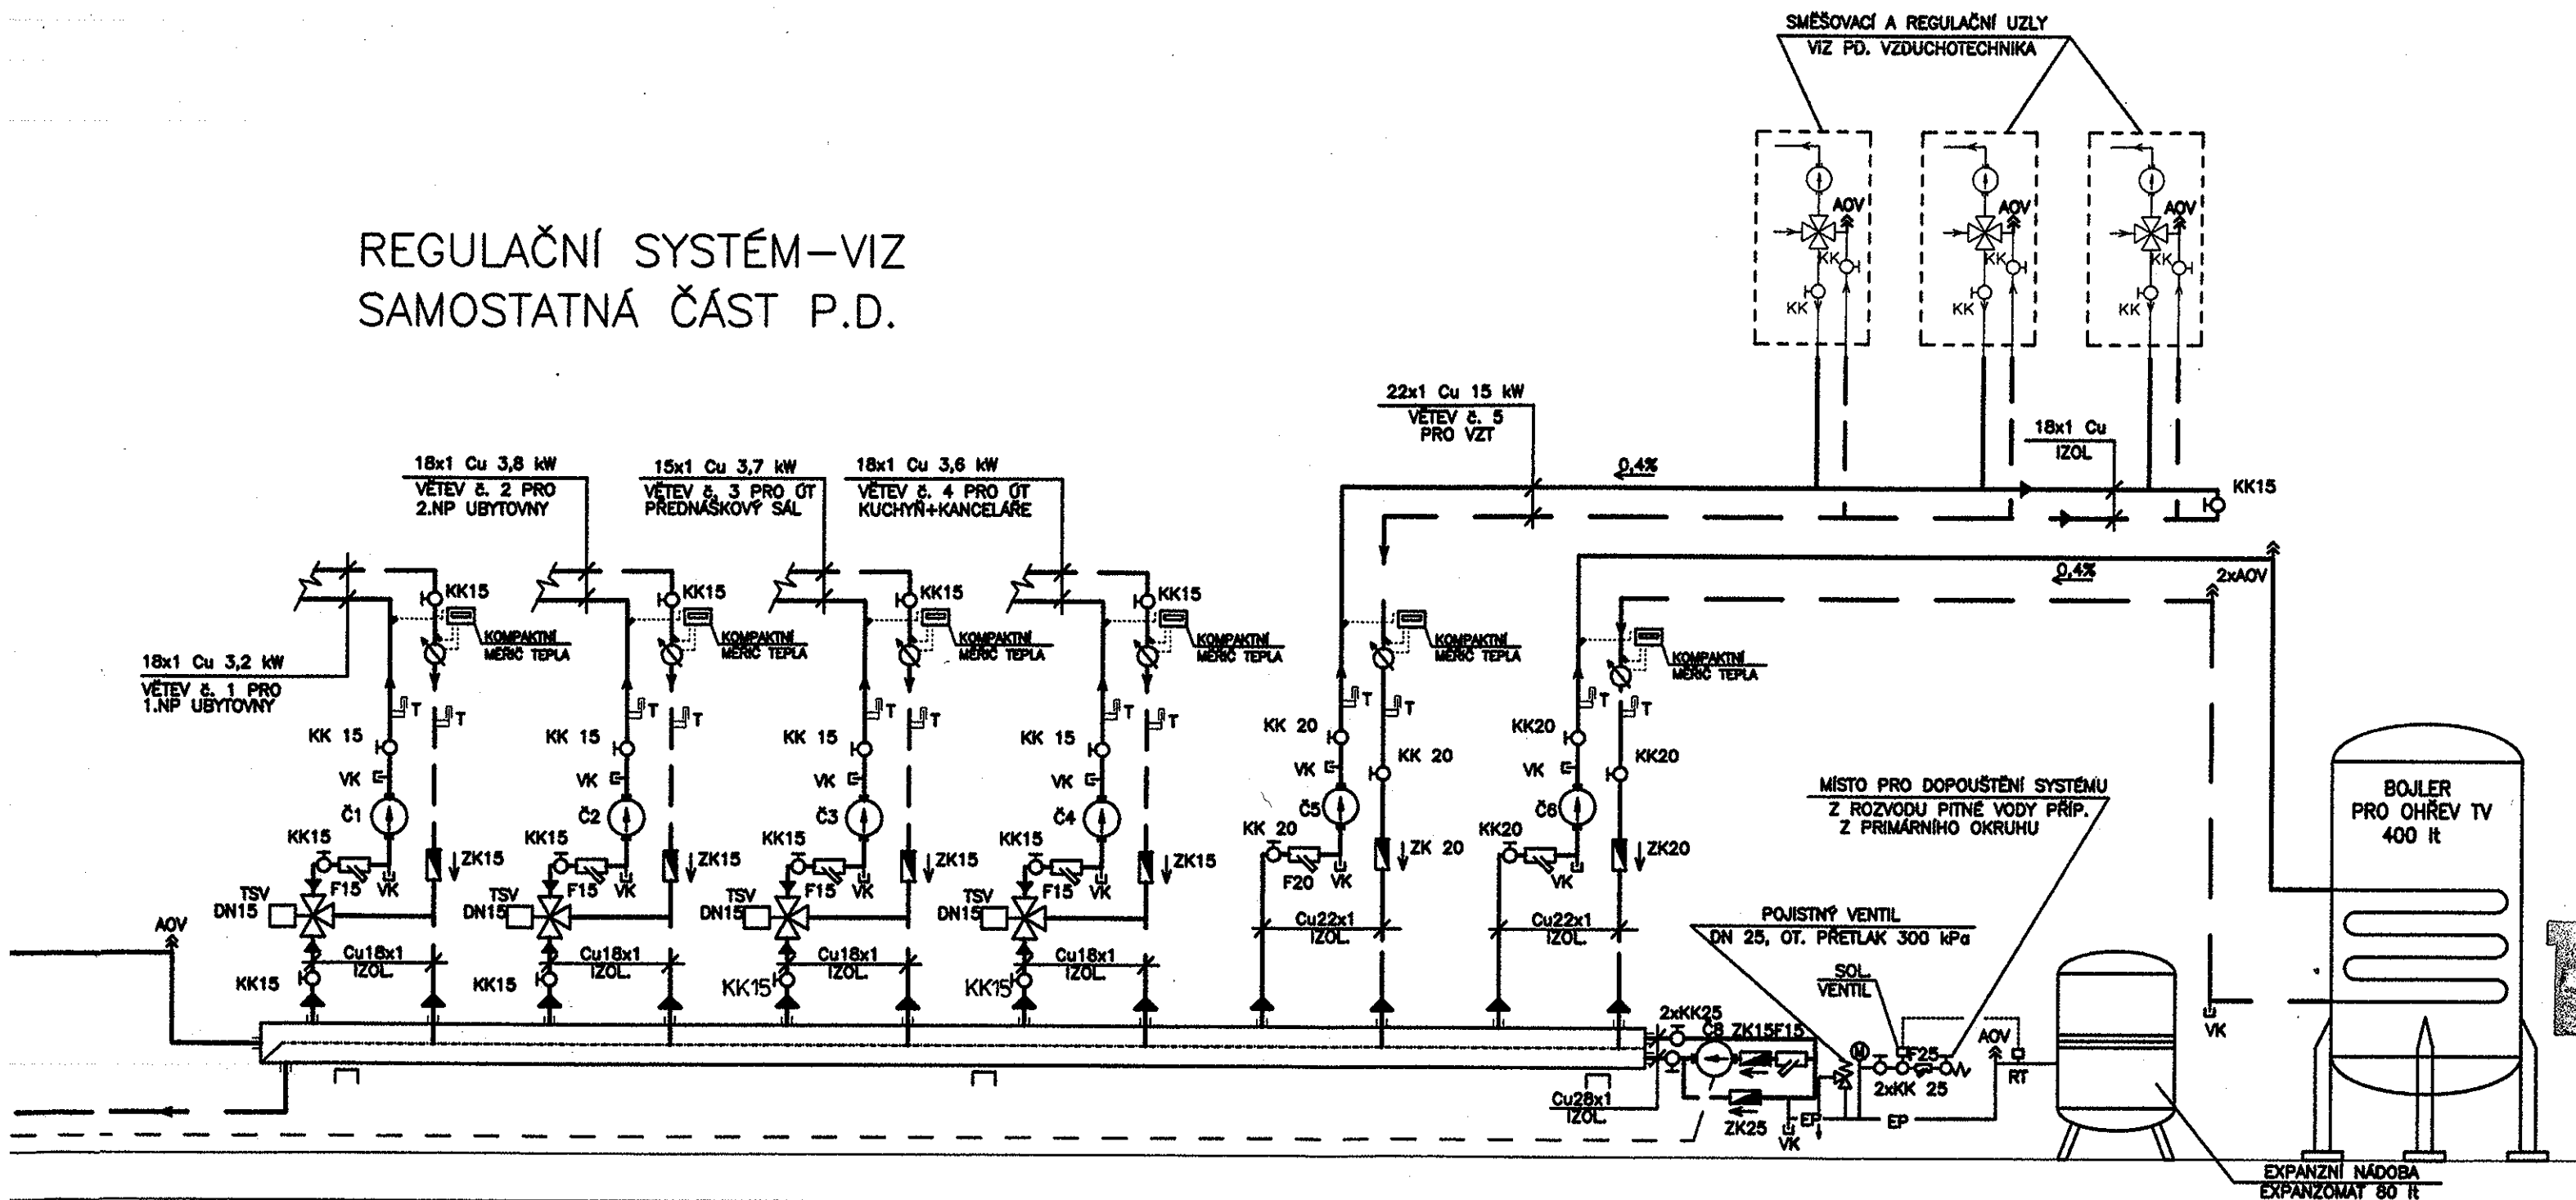 SMĚŠOVACÍ A REGULAČNÍ UZLY
VIZ PD. VZDUCHOTECHNIKA
AOV
AOV
AOV
KK
KK
KK
KK
KK
KK
REGULAČNÍ SYSTÉM–VIZ
SAMOSTATNÁ ČÁST P.D.
22x1 Cu 15 kW
VĚTEV č. 5
PRO VZT
18x1 Cu
IZOL
0,4%
KK15
18x1 Cu 3,8 kW
VĚTEV č. 2 PRO
2.NP UBYTOVNY
15x1 Cu 3,7 kW
VĚTEV č. 3 PRO ÚT
PŘEDNÁŠKOVÝ SÁL
18x1 Cu 3,6 kW
VĚTEV č. 4 PRO ÚT
KUCHYŇ+KANCELÁŘE
0,4%
2xAOV
KK15
KK15
KK15
KK15
KOMPAKTNÍ
MĚŘIČ TEPLA
KOMPAKTNÍ
MĚŘIČ TEPLA
KOMPAKTNÍ
MĚŘIČ TEPLA
KOMPAKTNÍ
MĚŘIČ TEPLA
KOMPAKTNÍ
MĚŘIČ TEPLA
KOMPAKTNÍ
MĚŘIČ TEPLA
18x1 Cu 3,2 kW
VĚTEV č. 1 PRO
1.NP UBYTOVNY
T
T
T
T
T
T
T
T
T
T
T
T
KK 15
KK 15
KK 15
KK 15
KK 20
KK 20
KK20
KK20
VK
VK
VK
VK
VK
VK
Č1
Č2
Č3
Č4
Č5
Č6
MÍSTO PRO DOPOUŠTĚNÍ SYSTÉMU
Z ROZVODU PITNÉ VODY PŘÍP.
Z PRIMÁRNÍHO OKRUHU
BOJLER
PRO OHŘEV TV
400 lt
KK15
KK15
KK15
KK15
KK 20
KK20
ZK15
ZK15
ZK15
ZK15
ZK 20
ZK20
F15
VK
F15
VK
F15
VK
F15
VK
F20
VK
VK
TSV
DN15
TSV
DN15
TSV
DN15
TSV
DN15
AOV
Cu18x1
IZOL.
Cu18x1
IZOL.
Cu18x1
IZOL.
Cu18x1
IZOL.
Cu22x1
IZOL.
Cu22x1
IZOL.
POJISTNÝ VENTIL
DN 25, OT. PŘETLAK 300 kPa
KK15
KK15
KK15
KK15
SOL.
VENTIL
2xKK25
Č8 ZK15F15
M
F25
AOV
RT
VK
2xKK 25
Cu28x1
IZOL.
ZK25
VK
EP
EP
EXPANZNÍ NÁDOBA
EXPANZOMAT 80 lt